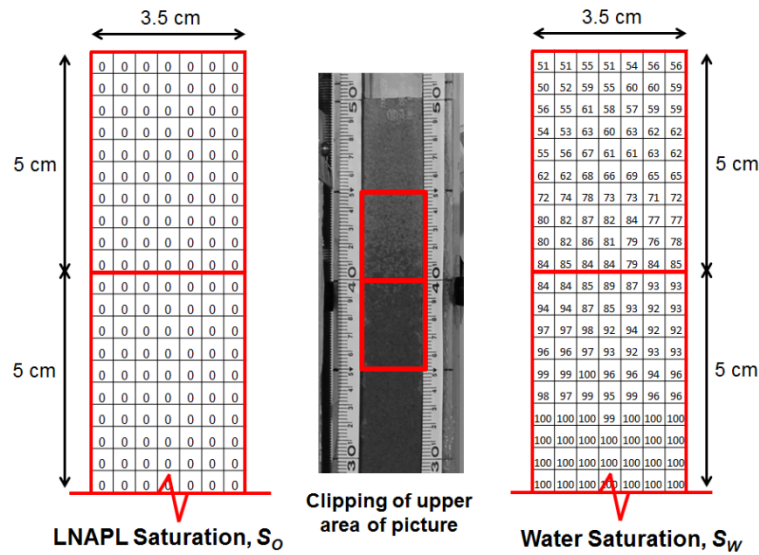 3.5 cm
3.5 cm
0 0 0 0 0 0 0
0 0 0 0 0 0 0
0 0 0 0 0 0 0
0 0 0 0 0 0 0
0 0 0 0 0 0 0
0 0 0 0 0 0 0
0 0 0 0 0 0 0
0 0 0 0 0 0 0
0 0 0 0 0 0 0
0 0 0 0 0 0 0
5 cm
0 0 0 0 0 0 0
0 0 0 0 0 0 0
0 0 0 0 0 0 0
0 0 0 0 0 0 0
0 0 0 0 0 0 0
0 0 0 0 0 0 0
0 0 0 0 0 0 0
0 0 0 0 0 0 0
0 0 0 0 0 0 0
0 0 0 0 0 0 0
5 cm
LNAPL Saturation, SO
50
50
40
40
30
30
Clipping of upper
area of picture
51 51 55 51 54 56 56
50 52 59 55 60 60 59
56 55 61 58 57 59 59
54 53 63 60 63 62 62
55 56 67 61 61 63 62
62 62 68 66 69 65 65
72 74 78 73 73 71 72
80 82 87 82 84 77 77
80 82 86 81 79 76 78
84 85 84 84 79 84 85
5 cm
84 84 85 89 87 93 93
94 94 87 85 92 93 93
97 97 98 92 94 92 92
96 96 97 93 92 93 93
99 99 100 96 96 94 96
98 97 99 95 99 96 96
100 100 100 99 100 100 100
100 100 100 100 100 100 100
100 100 100 100 100 100 100
100 100 100 100 100 100 100
5 cm
Water Saturation, SW